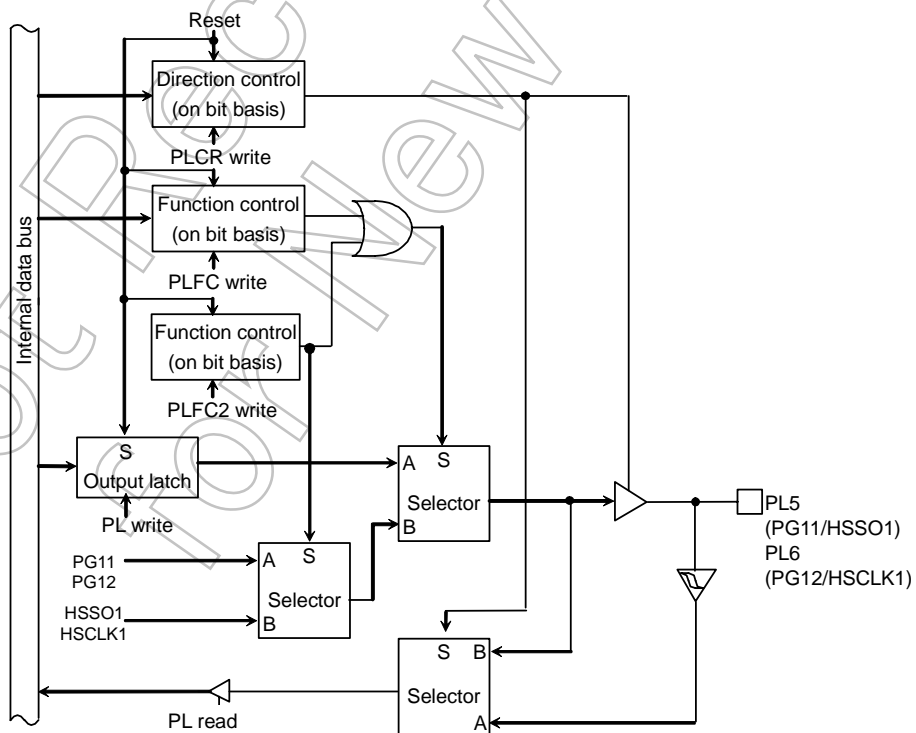 Reset
Direction control
(on bit basis)
PLCR write
Function control
(on bit basis)
PLFC write
Internal data bus
Function control
(on bit basis)
PLFC2 write
S
Output latch
PL write
A S
Selector
B
PL5
(PG11/HSSO1)
PL6
(PG12/HSCLK1)
PG11
PG12
HSSO1
HSCLK1
A S
Selector
B
S B
Selector
A
PL read
for New